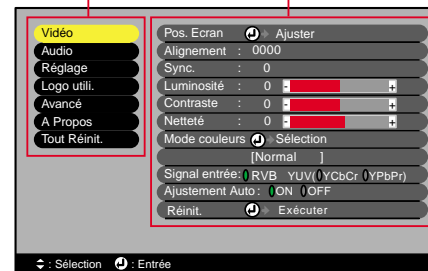 Vidéo
Audio
Réglage
Logo utili.
Avancé
A Propos
Tout Réinit.
Pos. Ecran Ajuster
Alignement : 0000
Sync. : 0
Luminosité : 0 - +
Contraste : 0 - +
Netteté : 0 - +
Mode couleurs Sélection
[Normal ]
Signal entrée: RVB YUV( YCbCr YPbPr)
Ajustement Auto : ON OFF
Réinit. Exécuter
: Sélection : Entrée